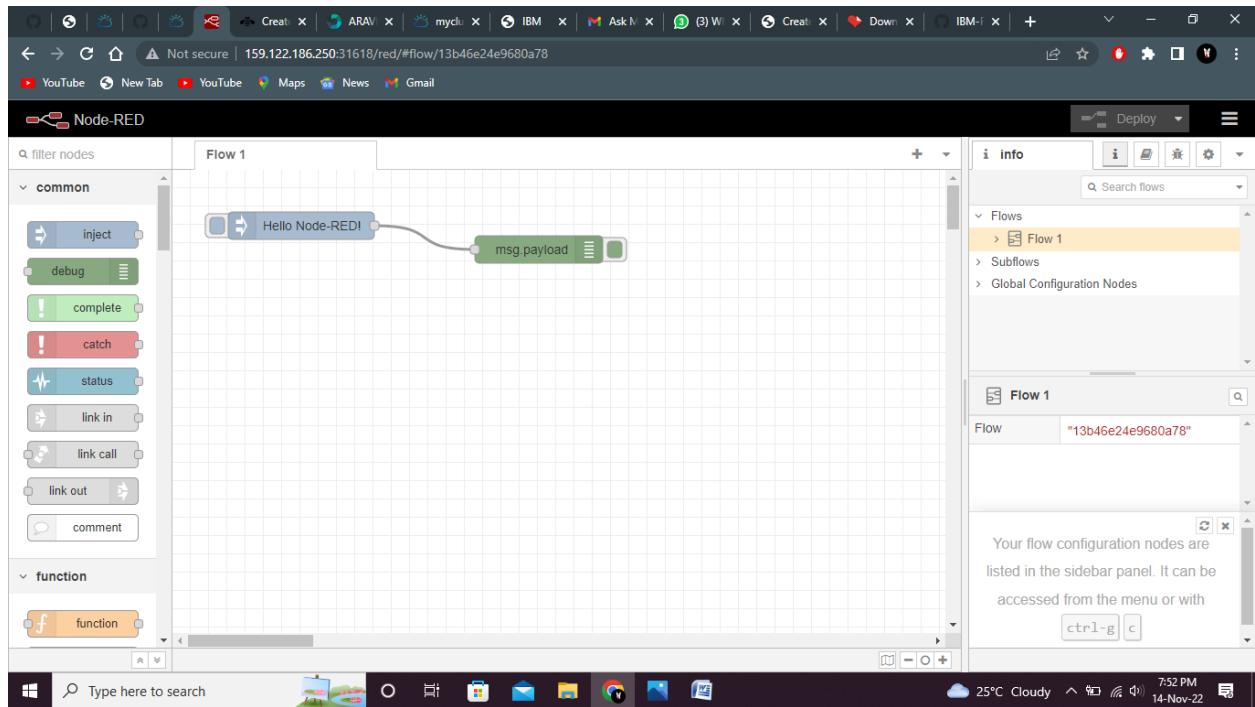 Creat
ARAVI
myclu
IBM
Ask M
(3) W
Creat
Down
IBM-F
Not secure | 159.122.186.250:31618/red/#flow/13b46e24e9680a78
YouTube New Tab YouTube Maps News Gmail
Node-RED
Deploy
filter nodes
Flow 1
info
common
Search flows
inject
debug
complete
catch
status
link in
link call
link out
comment
function
function
Hello Node-RED!
msg.payload
Flows
Flow 1
Subflows
Global Configuration Nodes
Flow 1
Flow "13b46e24e9680a78"
Your flow configuration nodes are
listed in the sidebar panel. It can be
accessed from the menu or with
ctrl-g c
Type here to search
25°C Cloudy
7:52 PM
14-Nov-22